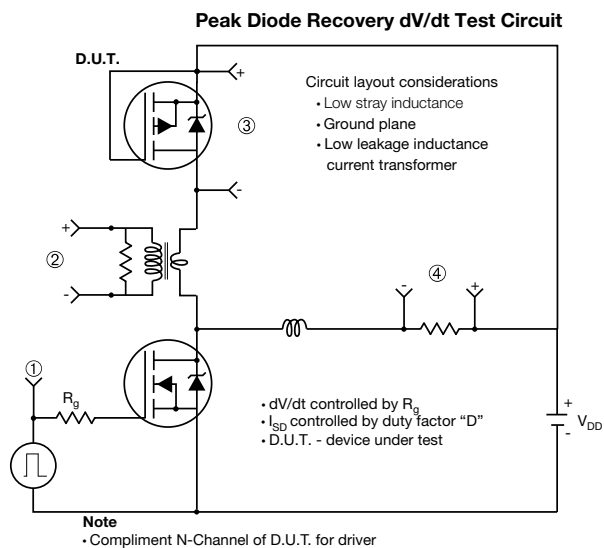 Peak Diode Recovery dV/dt Test Circuit
D.U.T.
+
Circuit layout considerations
• Low stray inductance
• Ground plane
• Low leakage inductance
current transformer
③
-
+
②
-
④
-
+
①
Rg
• dV/dt controlled by Rg
• ISD controlled by duty factor “D”
• D.U.T. - device under test
+
VDD
-
Note
• Compliment N-Channel of D.U.T. for driver